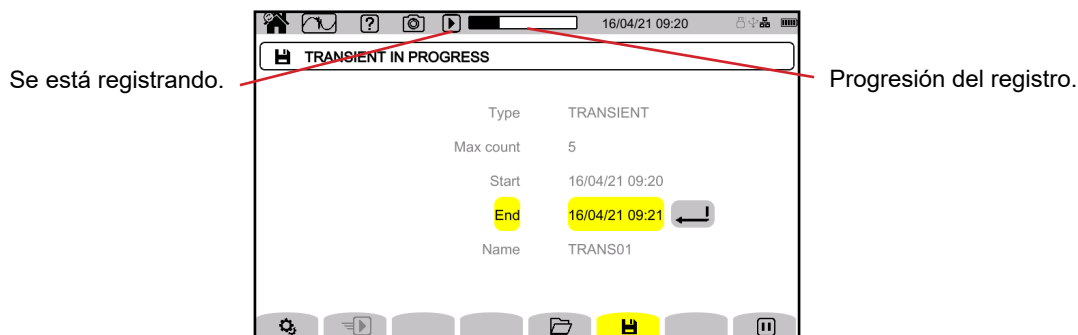 16/04/21 09:20
TRANSIENT IN PROGRESS
Se está registrando.
Progresión del registro.
Type TRANSIENT
Max count 5
Start 16/04/21 09:20
End 16/04/21 09:21
Name TRANS01